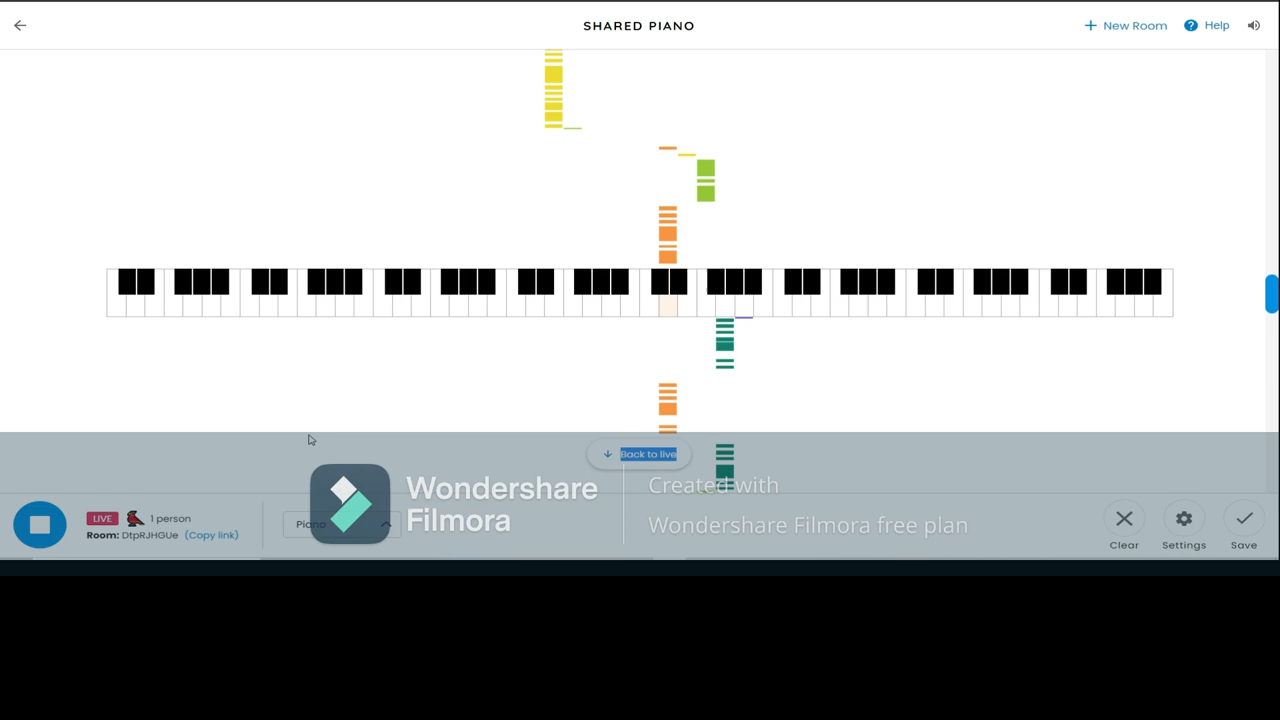 SHARED PIANO
New Room
Help
Back to live
Wondershare
Filmora
Created with
Wondershare Filmora free plan
LIVE
1 person
Room: DtpRJHGUe (Copy link)
Piano
Clear
Settings
Save